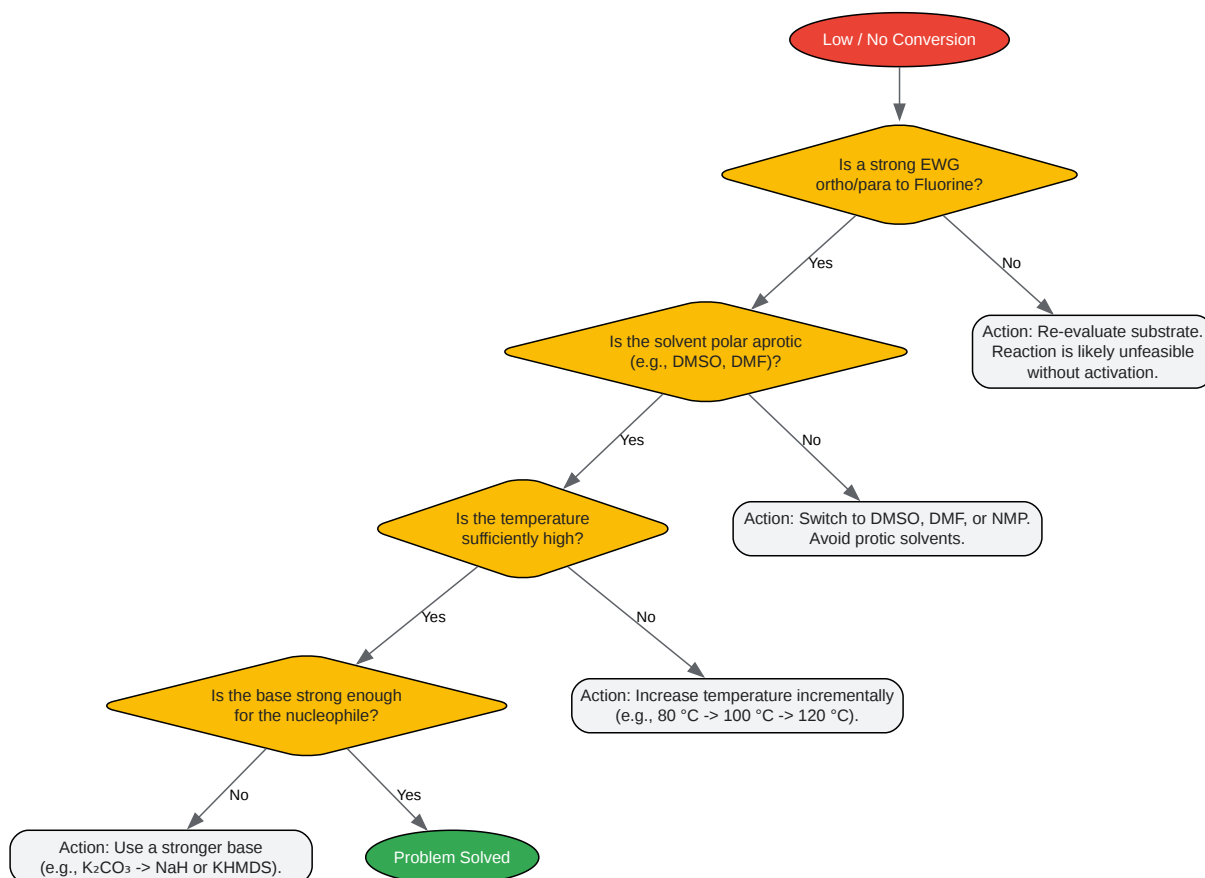 Low / No Conversion
Is a strong EWG
ortho/para to Fluorine?
Yes
No
Is the solvent polar aprotic
(e.g., DMSO, DMF)?
Action: Re-evaluate substrate.
Reaction is likely unfeasible
without activation.
Yes
No
Is the temperature
sufficiently high?
Action: Switch to DMSO, DMF, or NMP.
Avoid protic solvents.
Yes
No
Is the base strong enough
for the nucleophile?
Action: Increase temperature incrementally
(e.g., 80 °C -> 100 °C -> 120 °C).
No
Yes
Action: Use a stronger base
(e.g., K₂CO₃ -> NaH or KHMDS).
Problem Solved